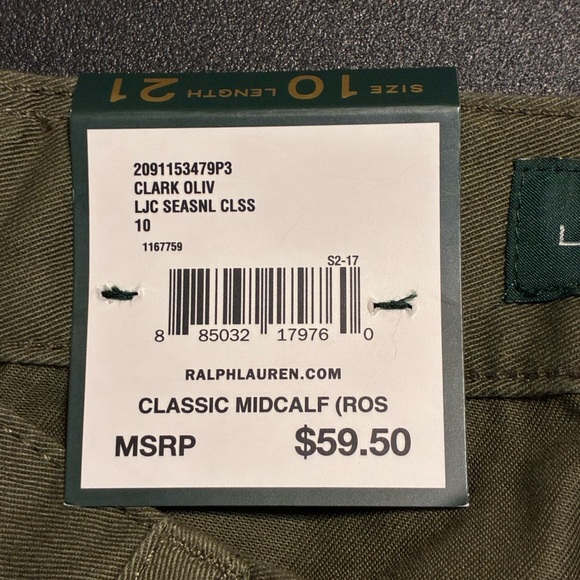 SIZE 10 LENGTH 21
2091153479P3
CLARK OLIV
LJC SEASNL CLSS
10
1167759
S2-17
8 85032 17976 0
RALPHLAUREN.COM
CLASSIC MIDCALF (ROS
MSRP $59.50
L